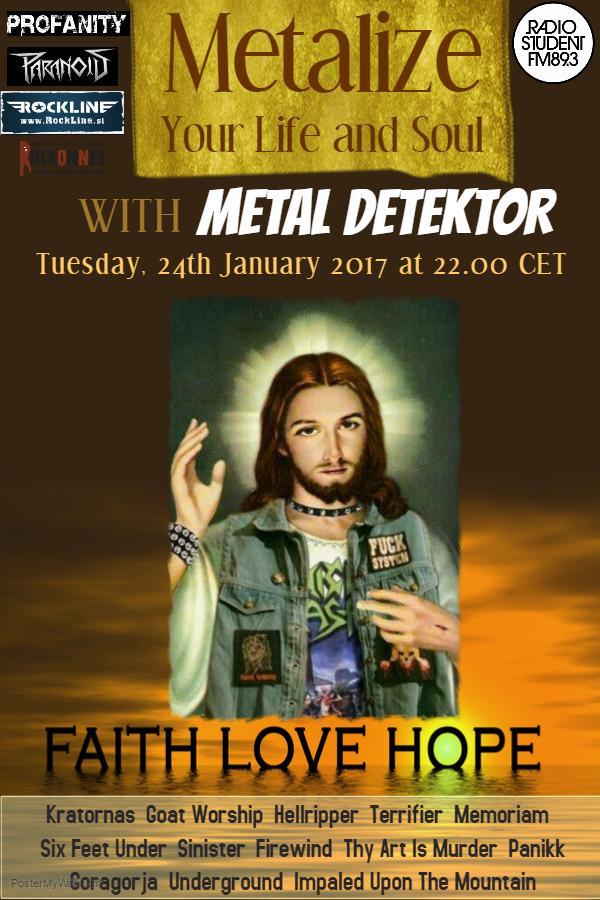 PROFANITY
PARANOID
ROCKLINE
www.RockLine.si
ROCKONNET
RADIO
STUDENT
FM89.3
Metalize
Your Life and Soul
WITH METAL DETEKTOR
Tuesday, 24th January 2017 at 22.00 CET
FUCK
SYSTEM
FAITH LOVE HOPE
Kratornas Goat Worship Hellripper Terrifier Memoriam
Six Feet Under Sinister Firewind Thy Art Is Murder Panikk
Goragorja Underground Impaled Upon The Mountain